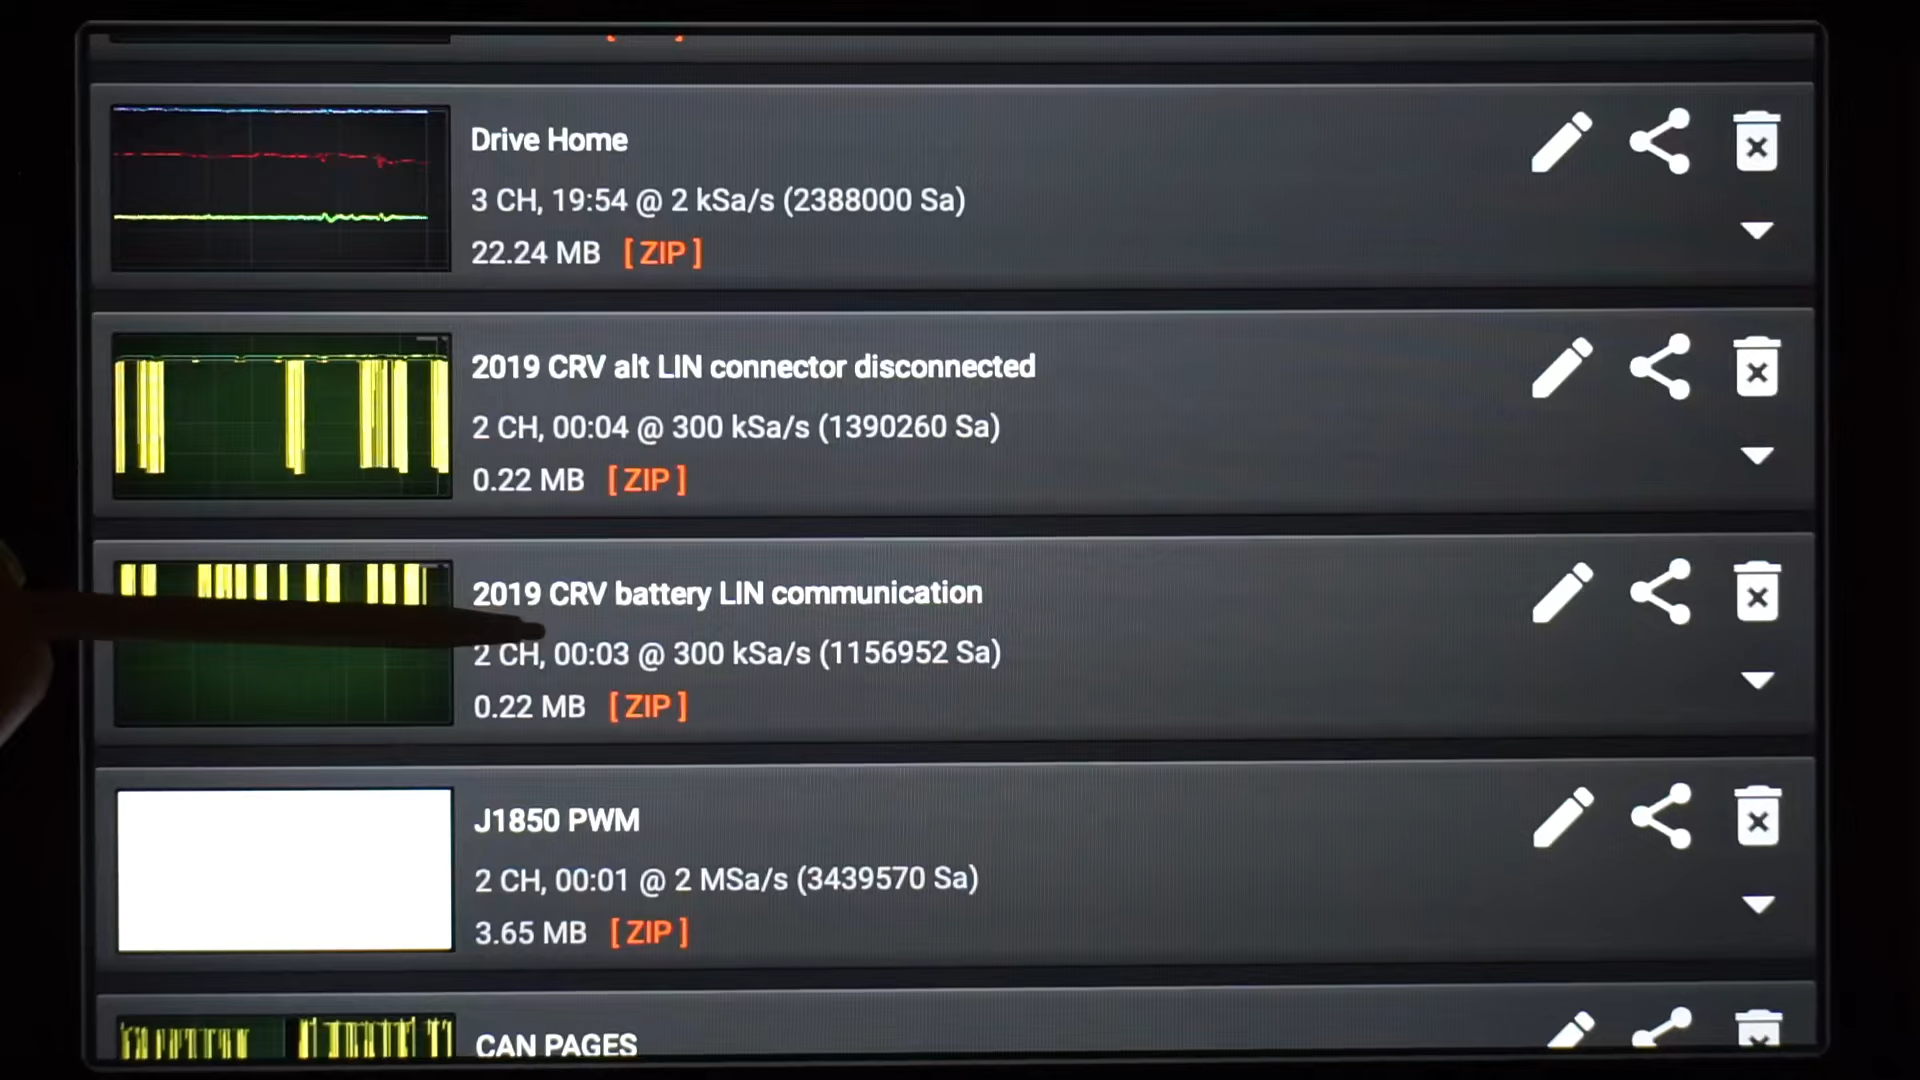 Drive Home
3 CH, 19:54 @ 2 kSa/s (2388000 Sa)
22.24 MB [ ZIP ]
2019 CRV alt LIN connector disconnected
2 CH, 00:04 @ 300 kSa/s (1390260 Sa)
0.22 MB [ ZIP ]
2019 CRV battery LIN communication
2 CH, 00:03 @ 300 kSa/s (1156952 Sa)
0.22 MB [ ZIP ]
J1850 PWM
2 CH, 00:01 @ 2 MSa/s (3439570 Sa)
3.65 MB [ ZIP ]
CAN PAGES